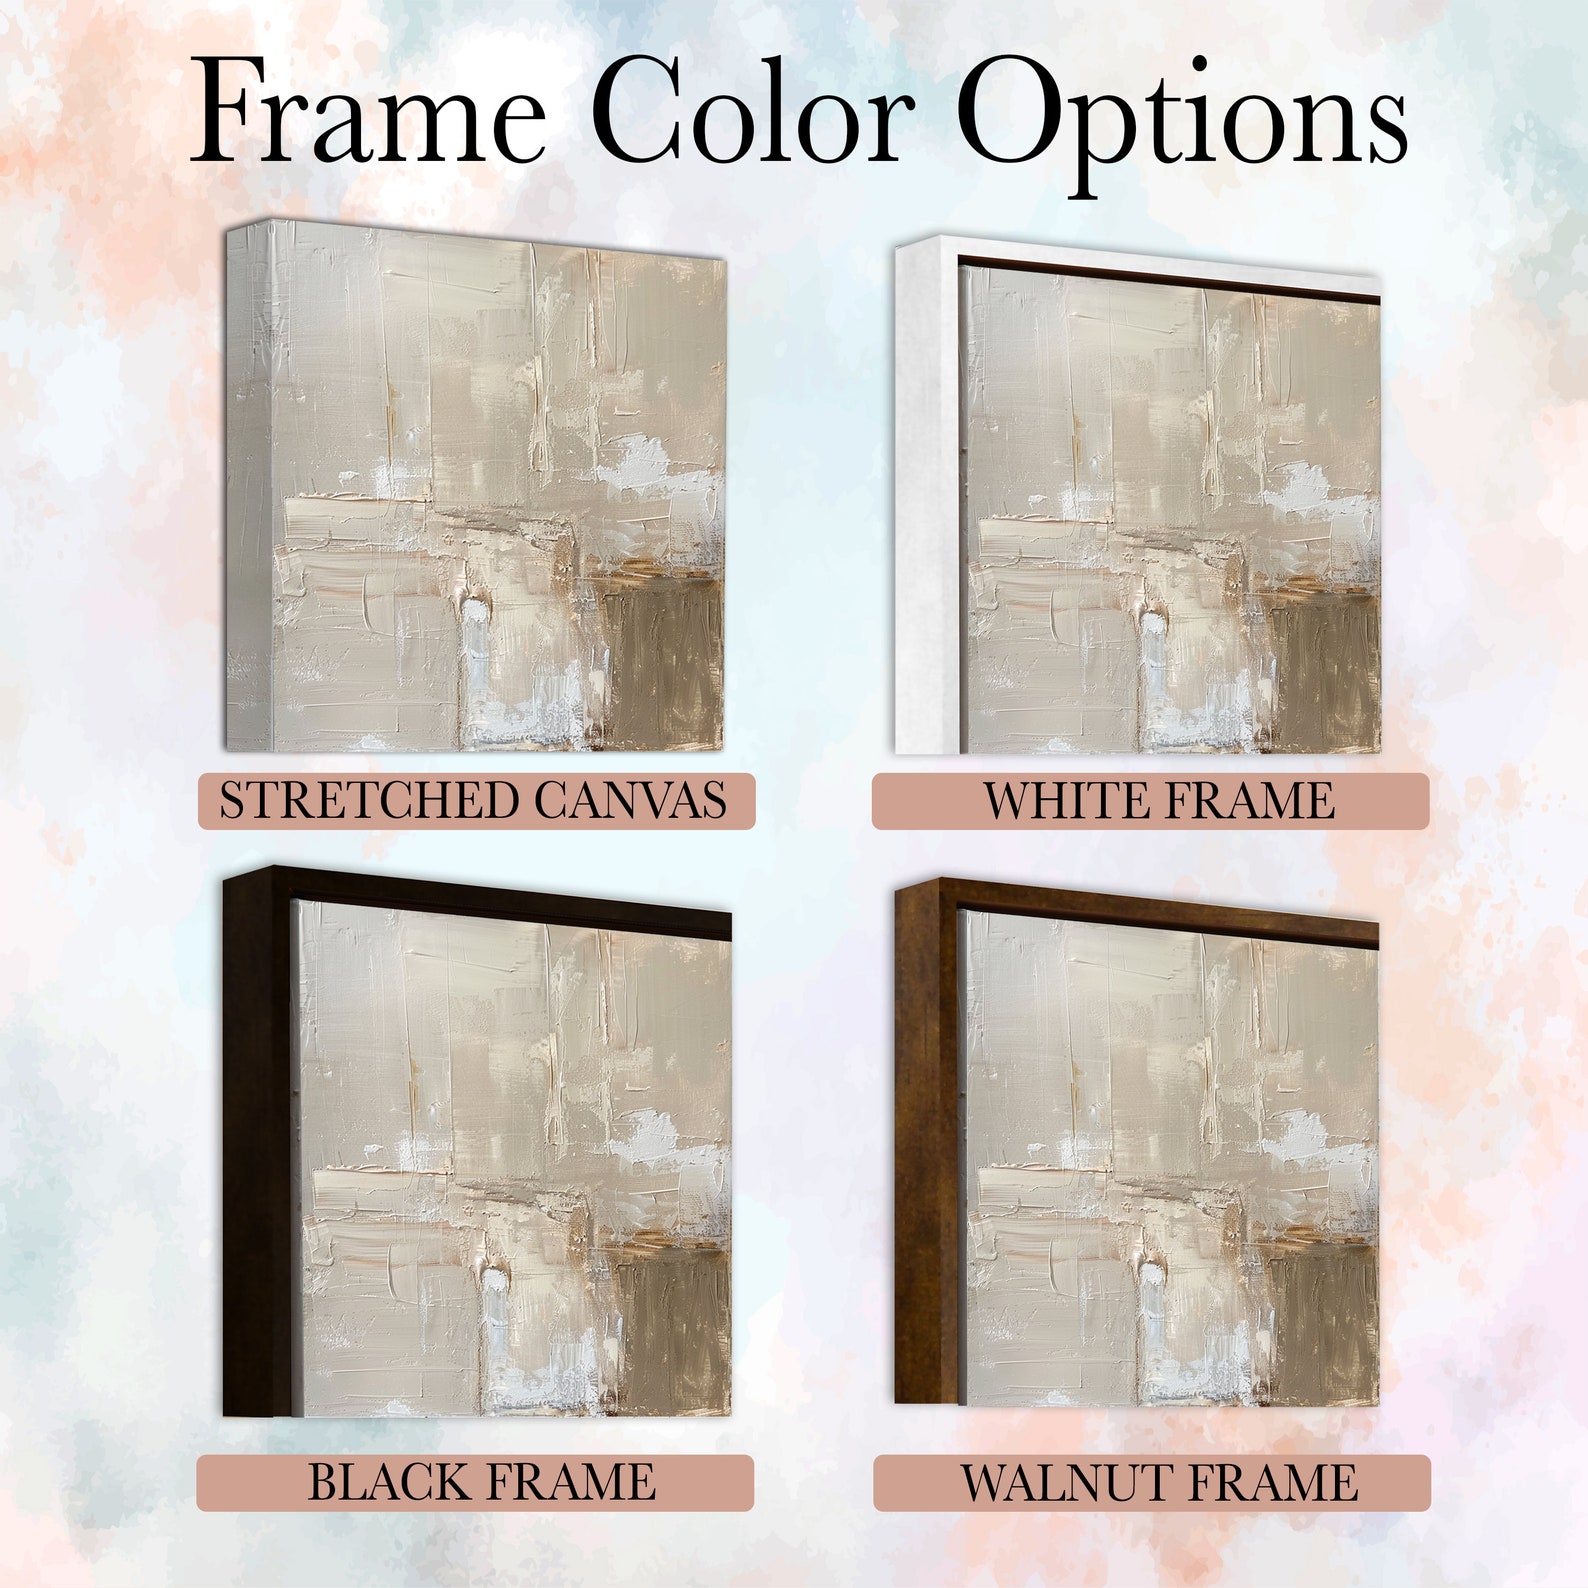 Frame Color Options
STRETCHED CANVAS
WHITE FRAME
BLACK FRAME
WALNUT FRAME